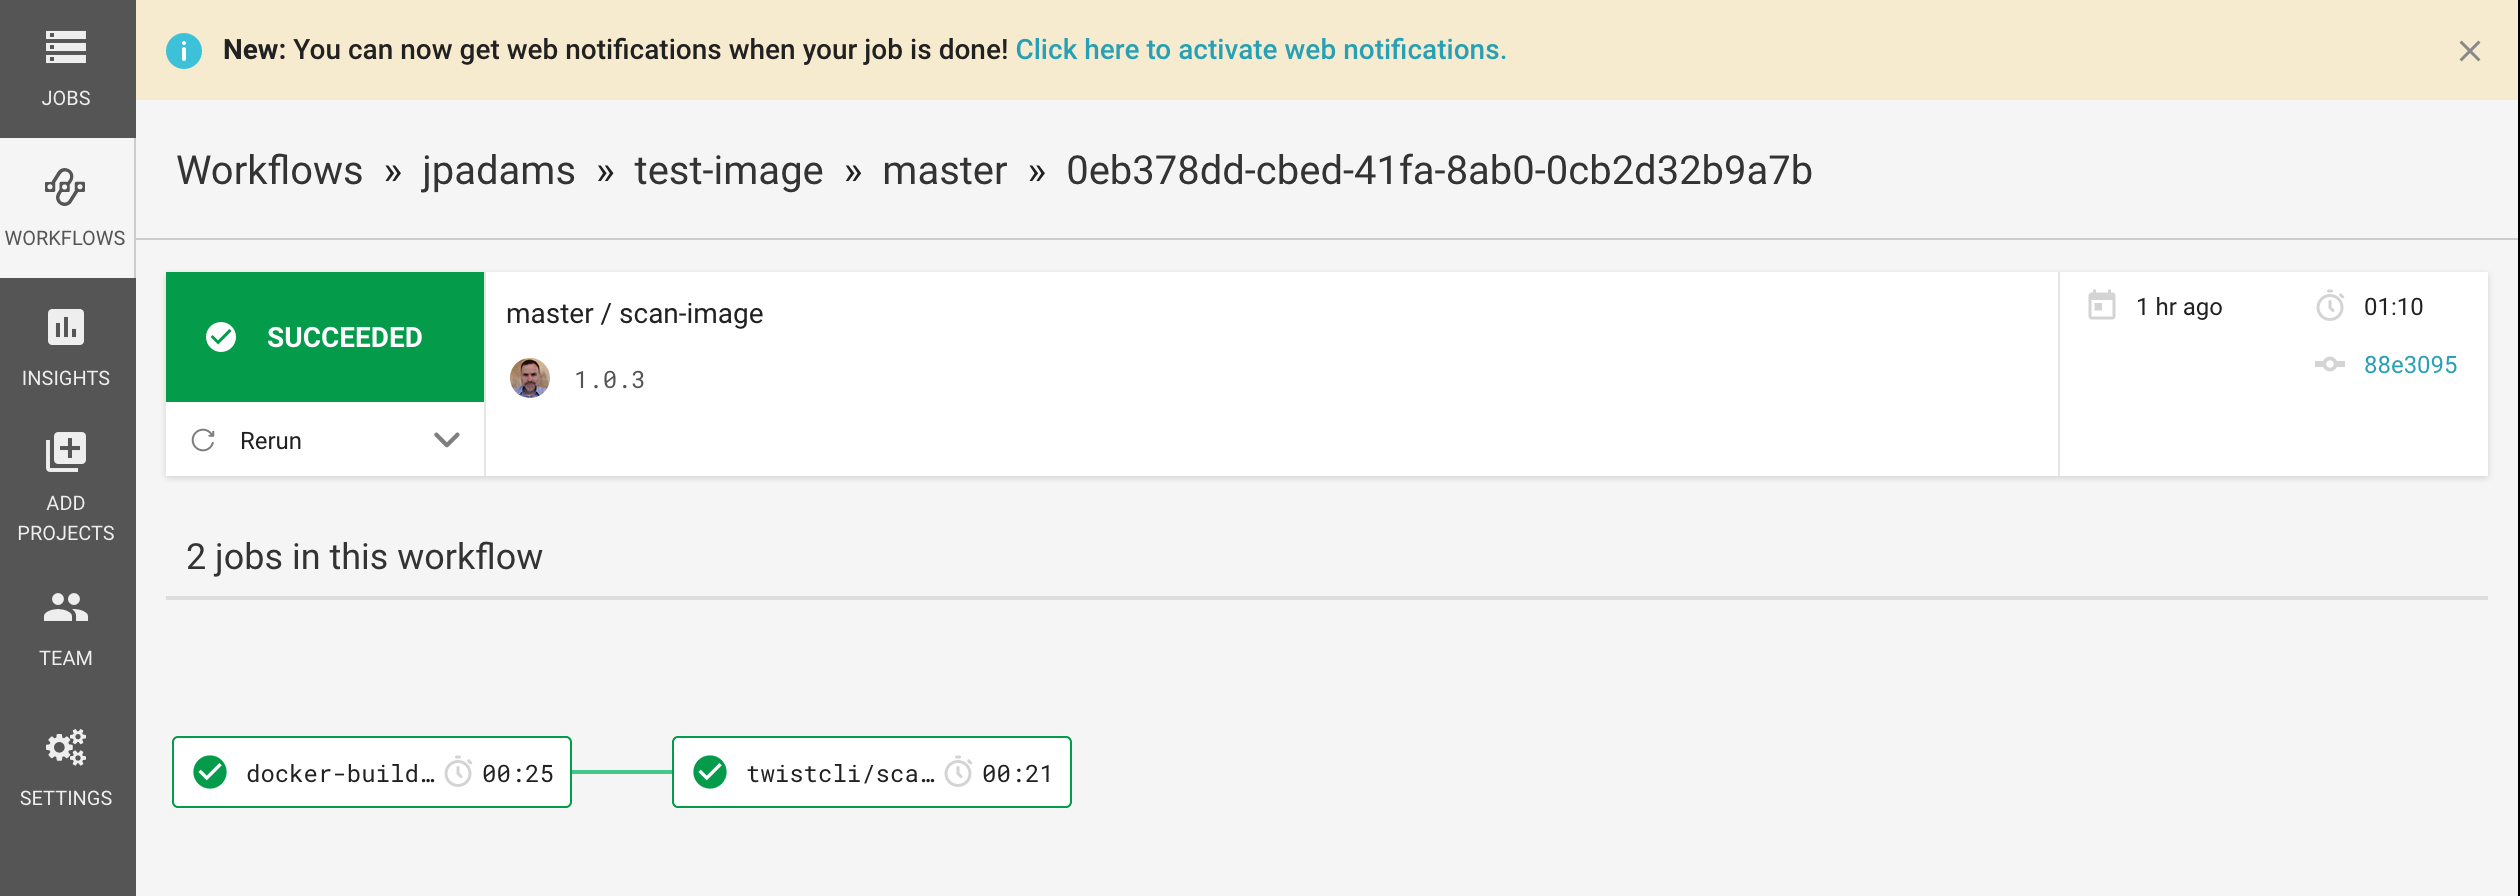 New: You can now get web notifications when your job is done! Click here to activate web notifications.
JOBS
WORKFLOWS
INSIGHTS
ADD
PROJECTS
TEAM
SETTINGS
Workflows » jpadams » test-image » master » 0eb378dd-cbed-41fa-8ab0-0cb2d32b9a7b
SUCCEEDED
Rerun
master / scan-image
1.0.3
1 hr ago
01:10
88e3095
2 jobs in this workflow
docker-build… 00:25
twistcli/sca… 00:21